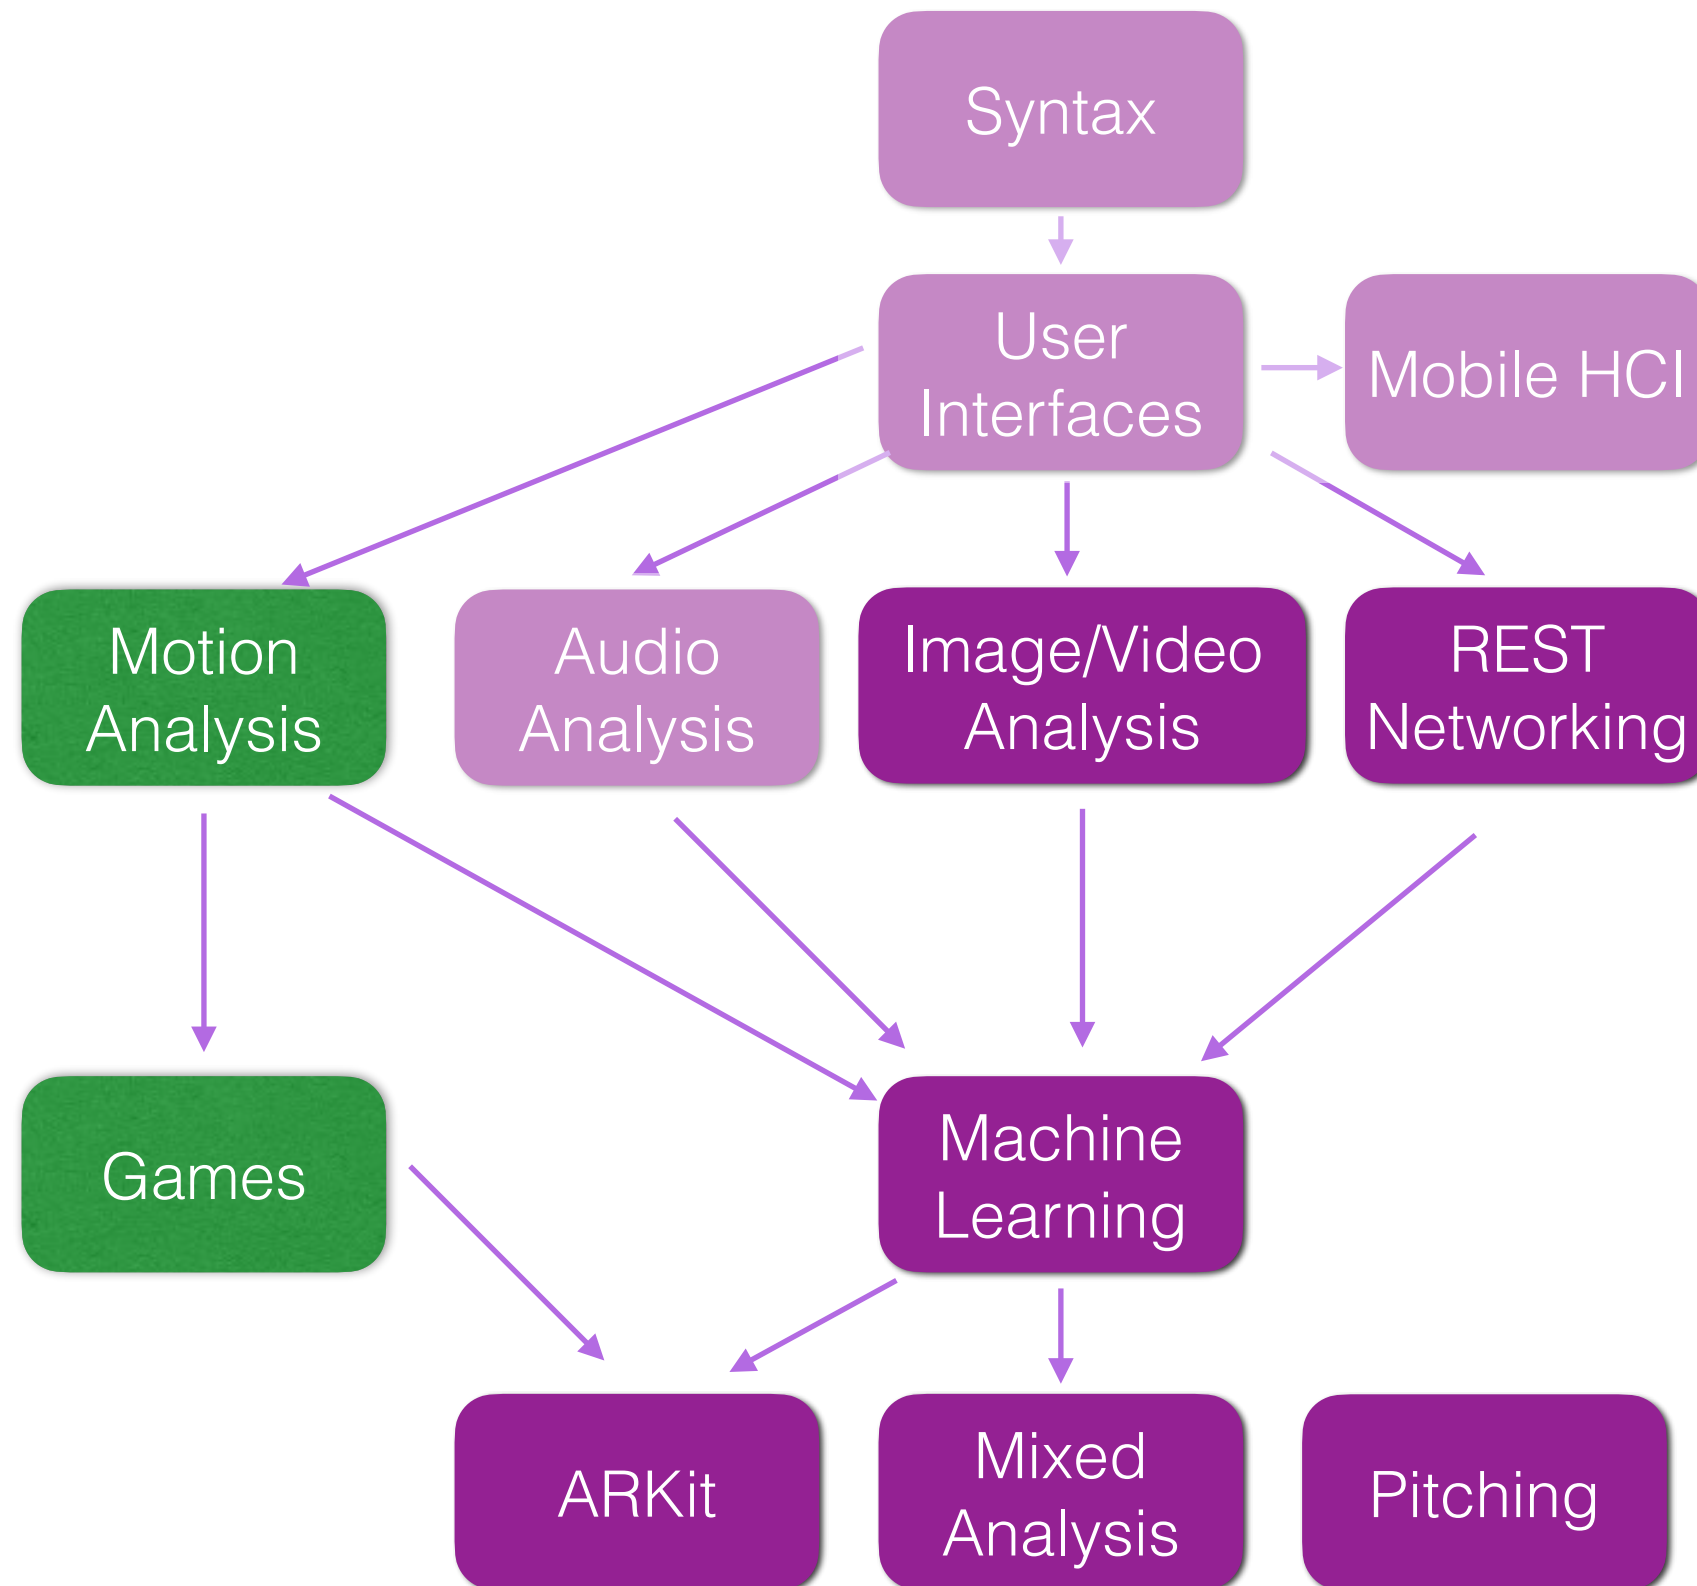 Syntax
User
Interfaces
Mobile HCI
Motion
Analysis
Audio
Analysis
Image/Video
Analysis
REST
Networking
Games
Machine
Learning
ARKit
Mixed
Analysis
Pitching